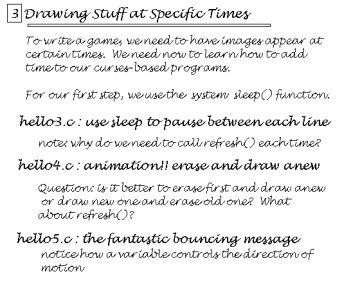 3 Drawing Stuff at Specific Times
To write a game, we need to have images appear at
certain times. We need now to learn how to add
time to our curses-based programs.
For our first step, we use the system sleep() function.
hello3.c : use sleep to pause between each line
note: why do we need to call refresh() each time?
hello4.c : animation!! erase and draw anew
Question: is it better to erase first and draw anew
or draw new one and erase old one? What
about refresh()?
hello5.c : the fantastic bouncing message
notice how a variable controls the direction of
motion